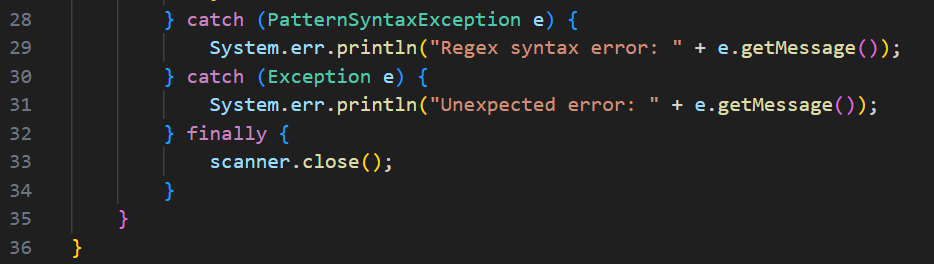 28 } catch (PatternSyntaxException e) {
29 System.err.println("Regex syntax error: " + e.getMessage());
30 } catch (Exception e) {
31 System.err.println("Unexpected error: " + e.getMessage());
32 } finally {
33 scanner.close();
34 }
35 }
36 }